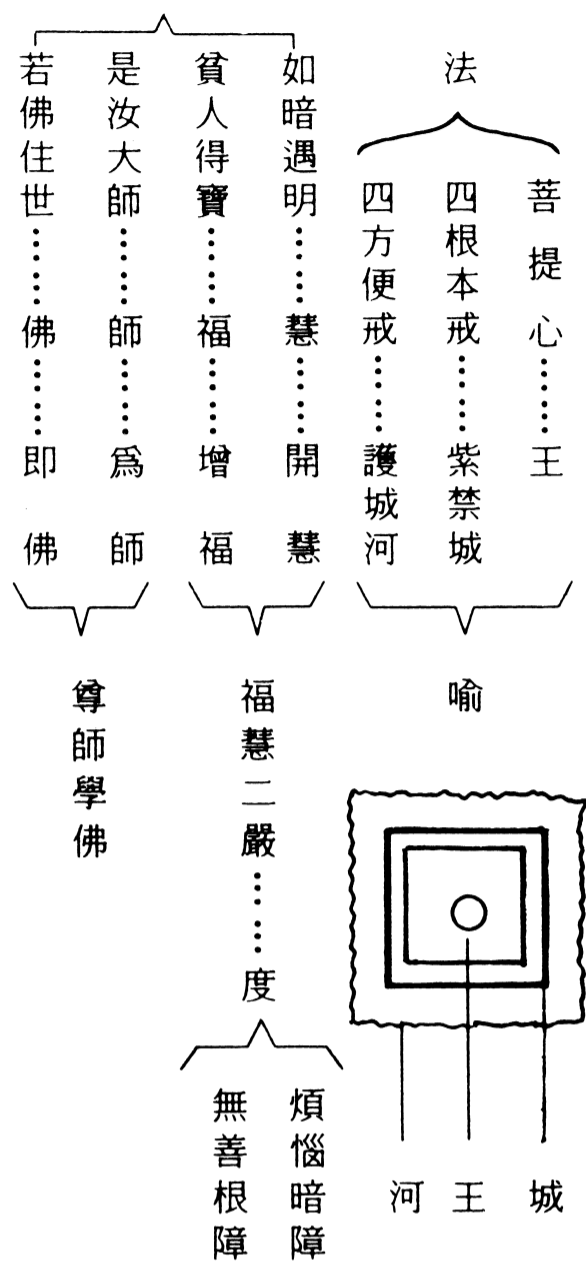 法
菩提心……王
四根本戒……紫禁城
四方便戒……護城河
喻
城
王
河
如暗遇明……慧……開慧
貧人得寶……福……增福
是汝大師……師……爲師
若佛住世……佛……即佛
福慧二嚴……度
煩惱暗障
無善根障
尊師學佛